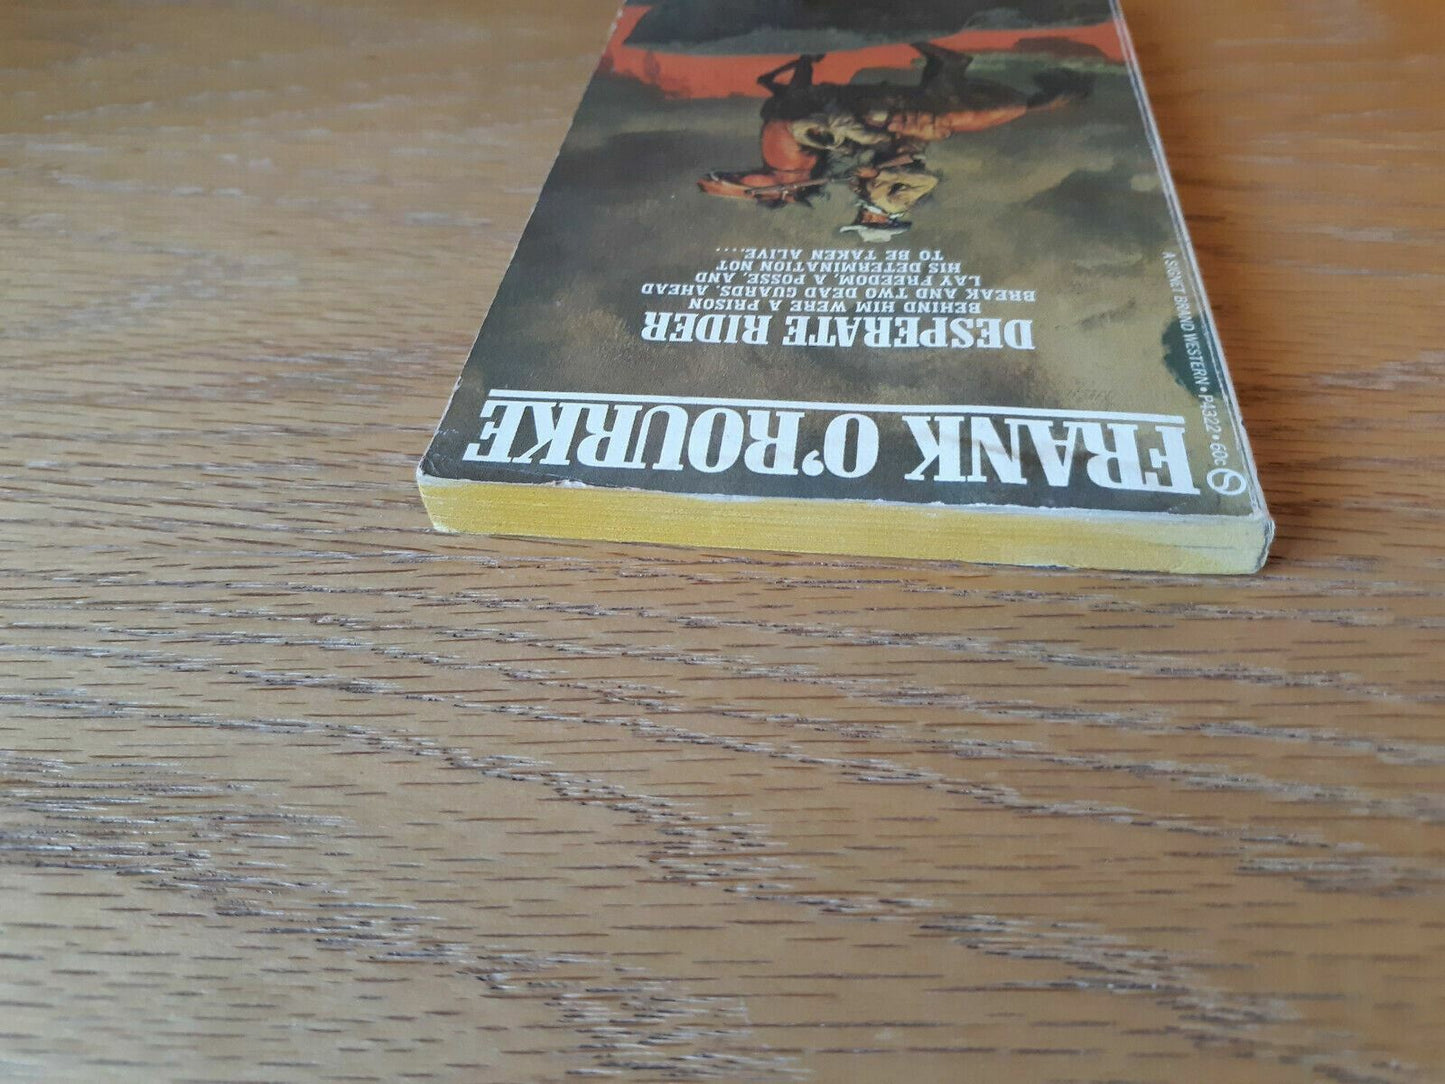 A SIGNET BRAND WESTERN • P4322 • 60c
S
FRANK O'ROURKE
DESPERATE RIDER
BEHIND HIM WERE A PRISON
BREAK AND TWO DEAD GUARDS. AHEAD
LAY FREEDOM, A POSSE, AND
HIS DETERMINATION NOT
TO BE TAKEN ALIVE....